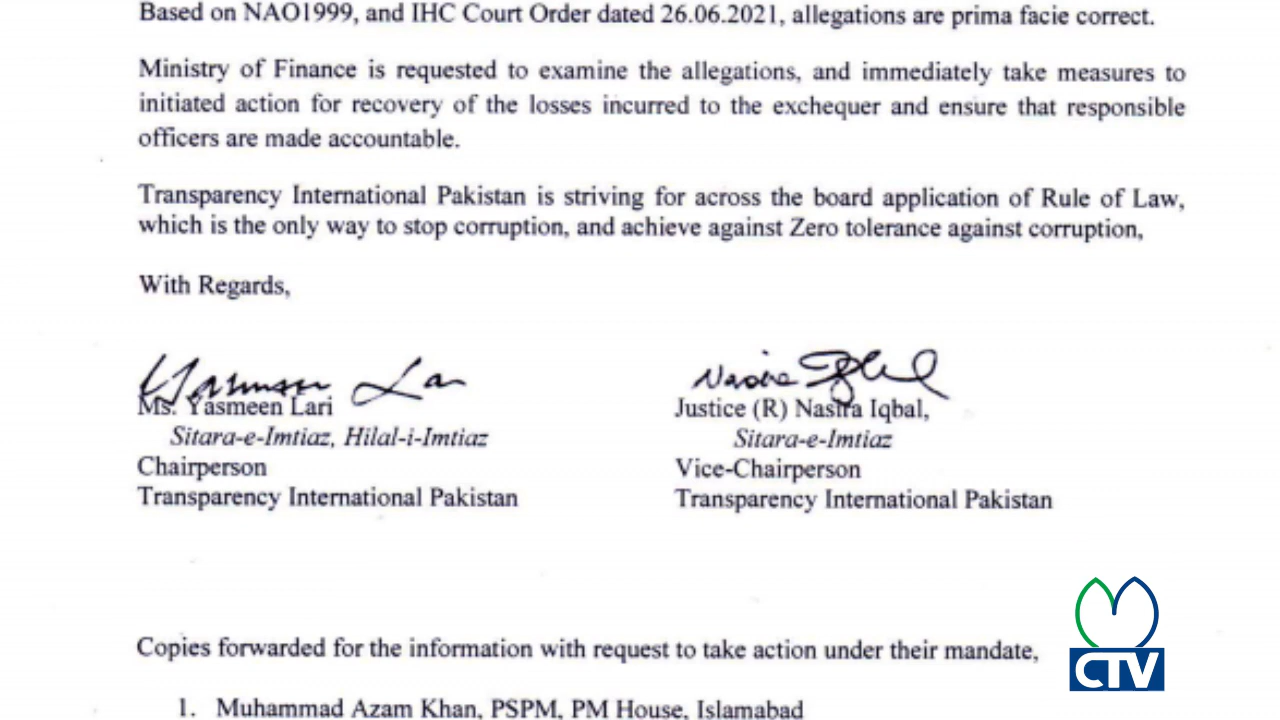 Based on NAO1999, and IHC Court Order dated 26.06.2021, allegations are prima facie correct.
Ministry of Finance is requested to examine the allegations, and immediately take measures to
initiated action for recovery of the losses incurred to the exchequer and ensure that responsible
officers are made accountable.
Transparency International Pakistan is striving for across the board application of Rule of Law,
which is the only way to stop corruption, and achieve against Zero tolerance against corruption,
With Regards,
Yasmeen Lari
Nasira Iqbal
Ms. Yasmeen Lari
Justice (R) Nasira Iqbal,
Sitara-e-Imtiaz, Hilal-i-Imtiaz
Sitara-e-Imtiaz
Chairperson
Vice-Chairperson
Transparency International Pakistan
Transparency International Pakistan
Copies forwarded for the information with request to take action under their mandate,
CTV
1. Muhammad Azam Khan, PSPM, PM House, Islamabad